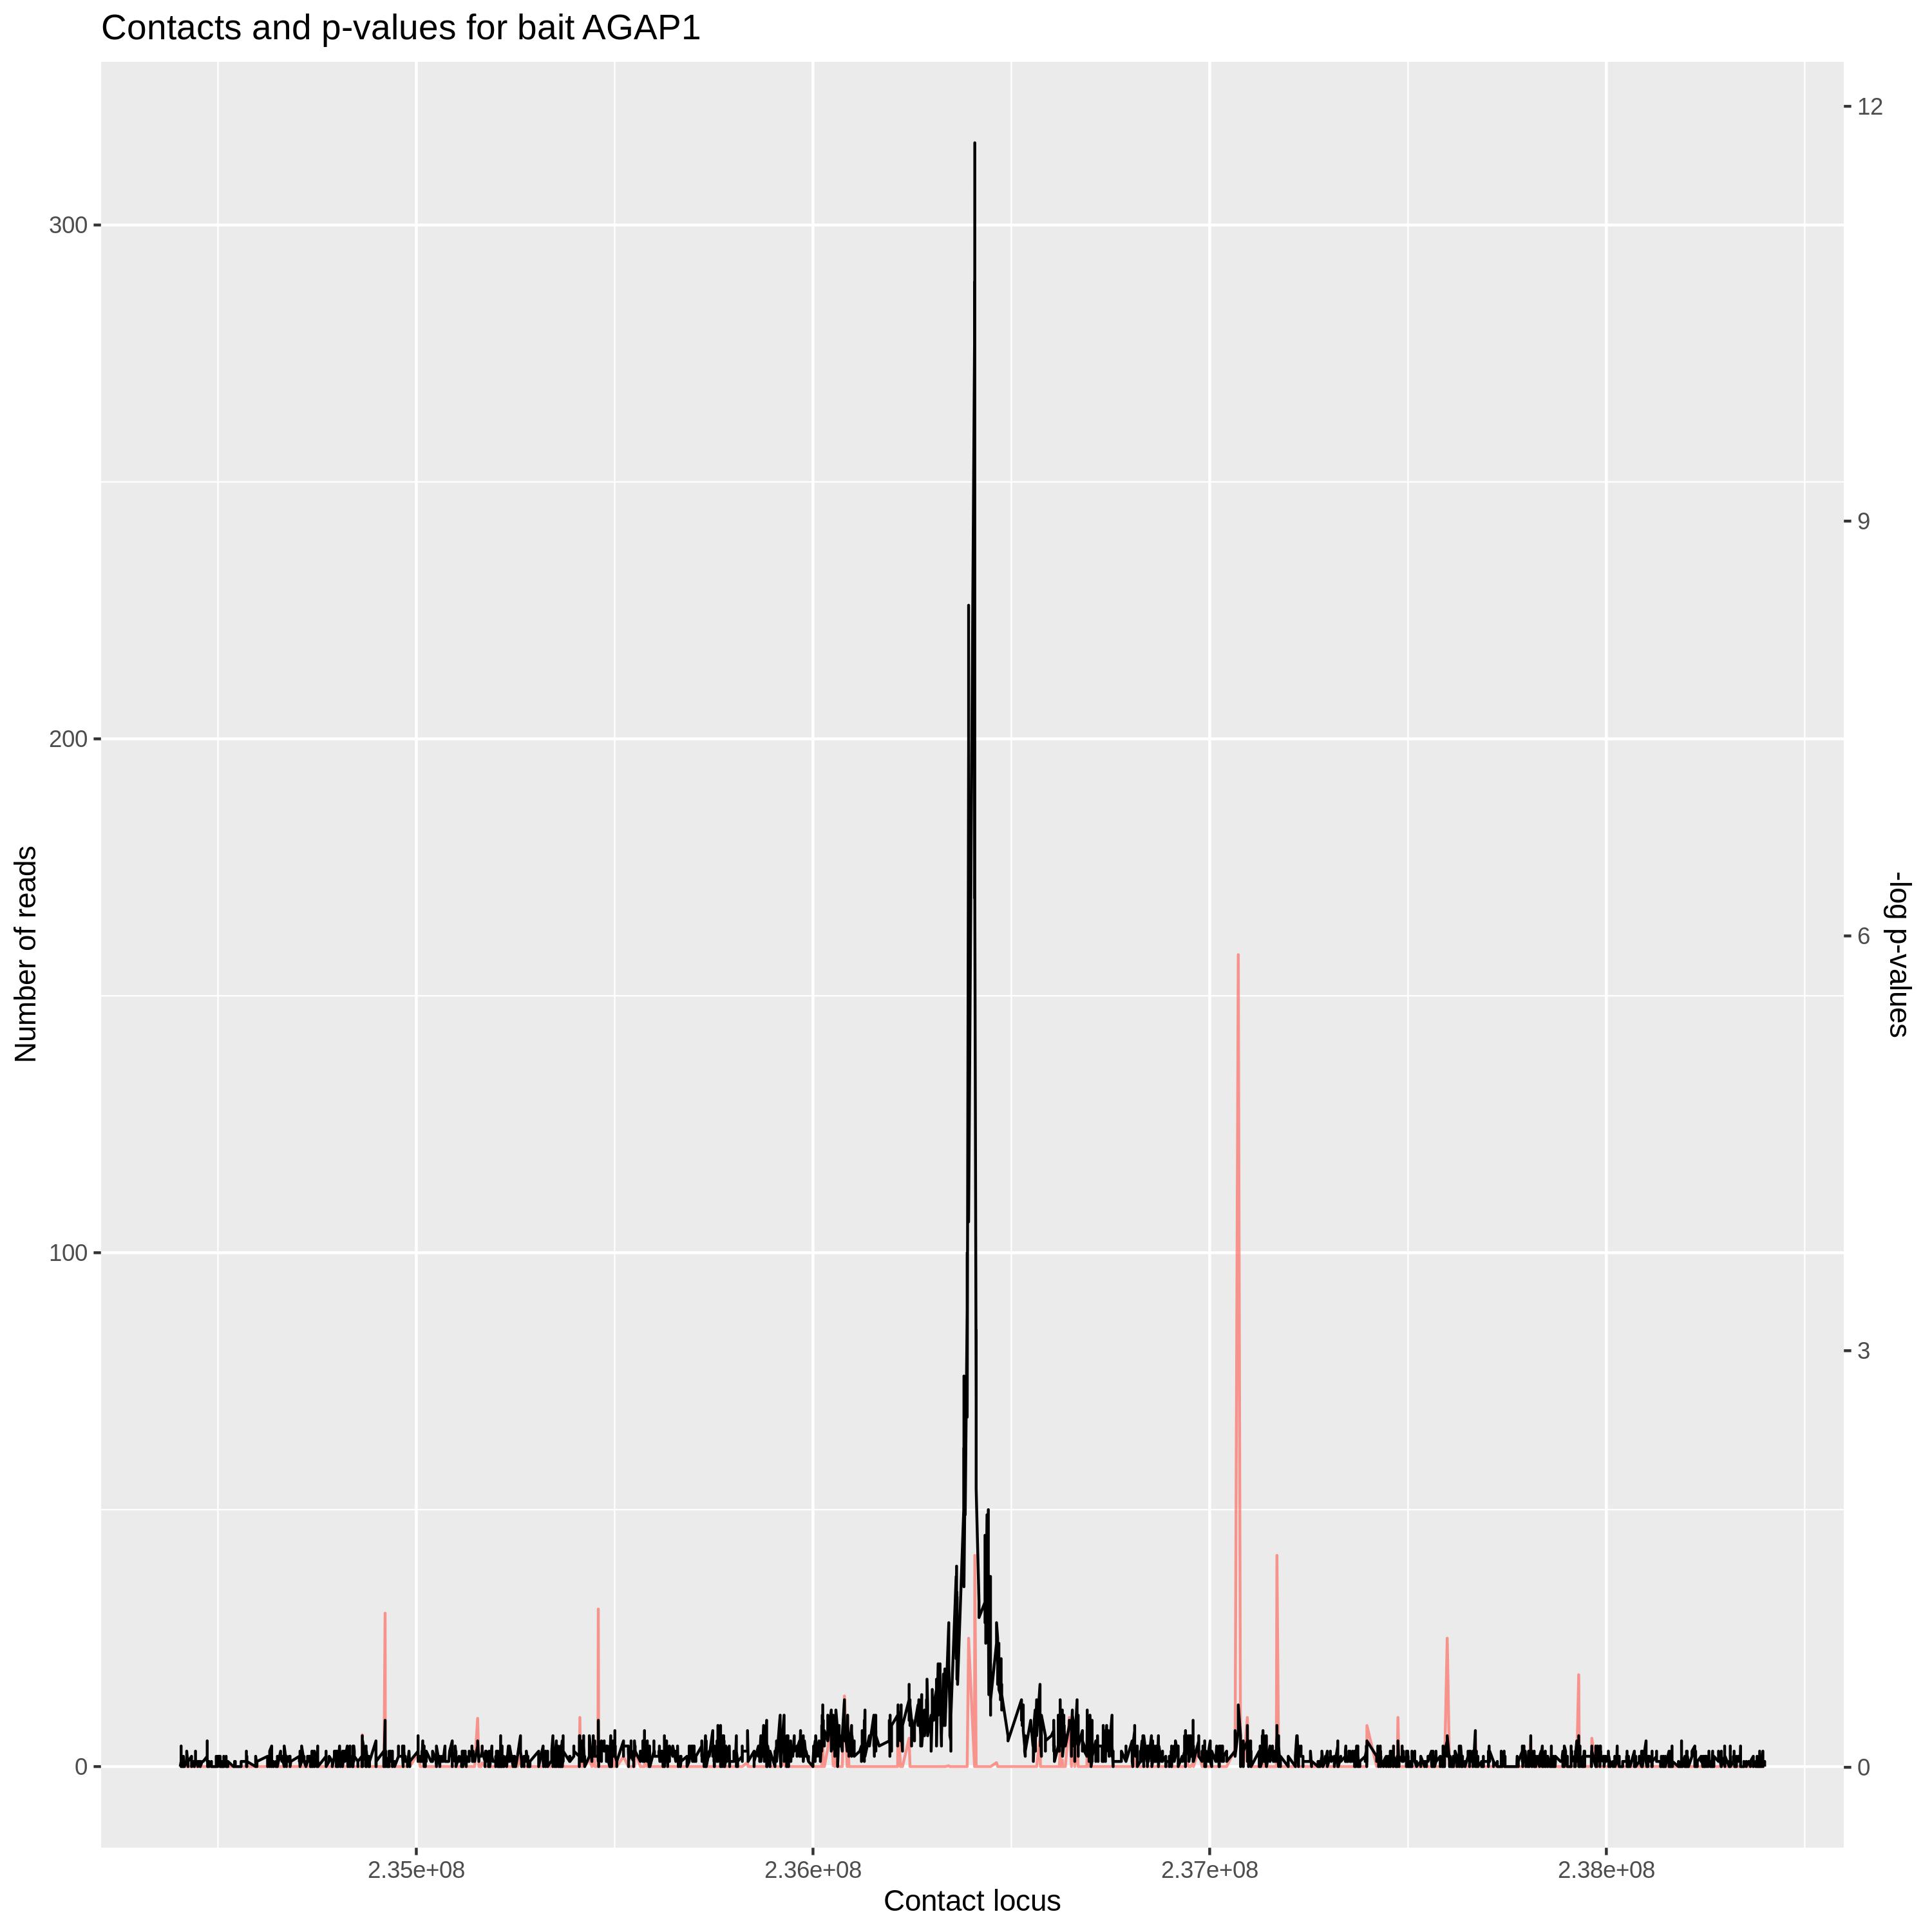 Contacts and p-values for bait AGAP1
12
300
9
200
Number of reads
-log p-values
6
100
3
0
0
2.35e+08
2.36e+08
2.37e+08
2.38e+08
Contact locus